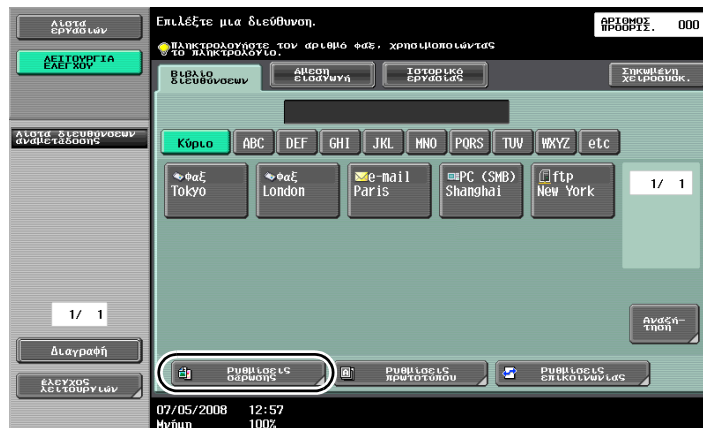 Λίστα
εργασιών
ΛΕΙΤΟΥΡΓΙΑ
ΕΛΕΓΧΟΥ
Λίστα διευθύνσεων
αναμετάδοσης
1/ 1
Διαγραφή
έλεγχος
λειτουργιών
Επιλέξτε μια διεύθυνση.
ΑΡΙΘΜΟΣ
ΠΡΟΟΡΙΣ. 000
Πληκτρολογήστε τον αριθμό φαξ, χρησιμοποιώντας
το πληκτρολόγιο.
Βιβλίο
διευθύνσεων
Αμεση
εισαγωγή
Ιστορικό
εργασίας
Σηκωμένη
χειροσυσκ.
Κύριο ABC DEF GHI JKL MNO PQRS TUV WXYZ etc
Φαξ
Tokyo
Φαξ
London
e-mail
Paris
PC (SMB)
Shanghai
ftp
New York
1/ 1
Αναζή-
τηση
Ρυθμίσεις
σάρωσης
Ρυθμίσεις
πρωτοτύπου
Ρυθμίσεις
επικοινωνίας
07/05/2008 12:57
Μνήμη 100%